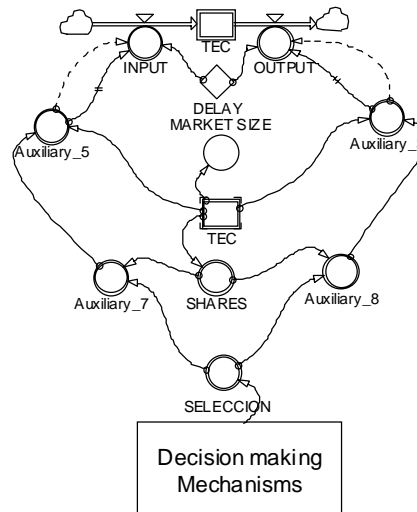 TEC
INPUT
OUTPUT
DELAY
MARKET SIZE
Auxiliary_5
TEC
Auxiliary_7
SHARES
Auxiliary_8
SELECCION
Decision making
Mechanisms